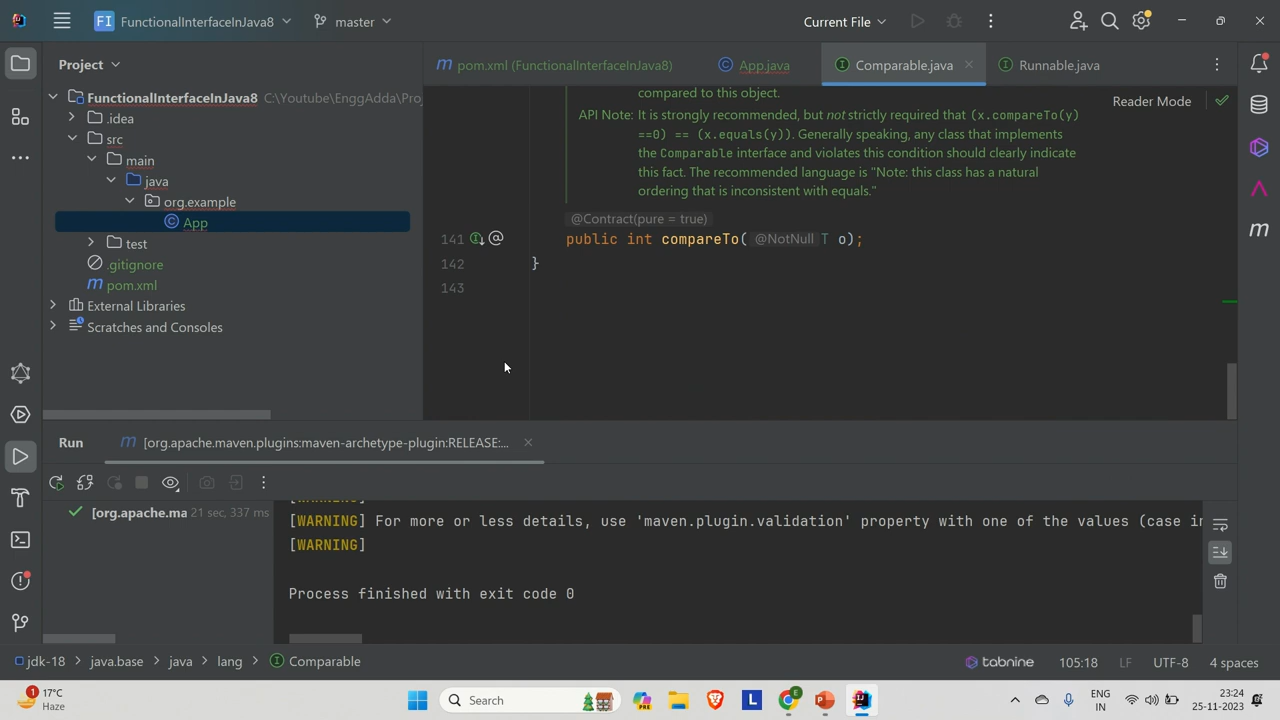 FI FunctionalInterfaceInJava8
master
Current File
Project
m pom.xml (FunctionalInterfaceInJava8)
App.java
Comparable.java
Runnable.java
FunctionalInterfaceInJava8 C:\Youtube\EnggAdda\Proj
.idea
src
main
java
org.example
App
test
.gitignore
m pom.xml
External Libraries
Scratches and Consoles
Reader Mode
compared to this object.
API Note: It is strongly recommended, but not strictly required that (x.compareTo(y)
==0) == (x.equals(y)). Generally speaking, any class that implements
the Comparable interface and violates this condition should clearly indicate
this fact. The recommended language is "Note: this class has a natural
ordering that is inconsistent with equals."
@Contract(pure = true)
141 public int compareTo( @NotNull T o);
142 }
143
Run
m [org.apache.maven.plugins:maven-archetype-plugin:RELEASE:...
[org.apache.ma 21 sec, 337 ms
[WARNING] For more or less details, use 'maven.plugin.validation' property with one of the values (case in
[WARNING]
Process finished with exit code 0
jdk-18 > java.base > java > lang > Comparable
tabnine
105:18
LF
UTF-8
4 spaces
1
17°C
Haze
Search
PRE
L
E
ENG
IN
23:24
25-11-2023